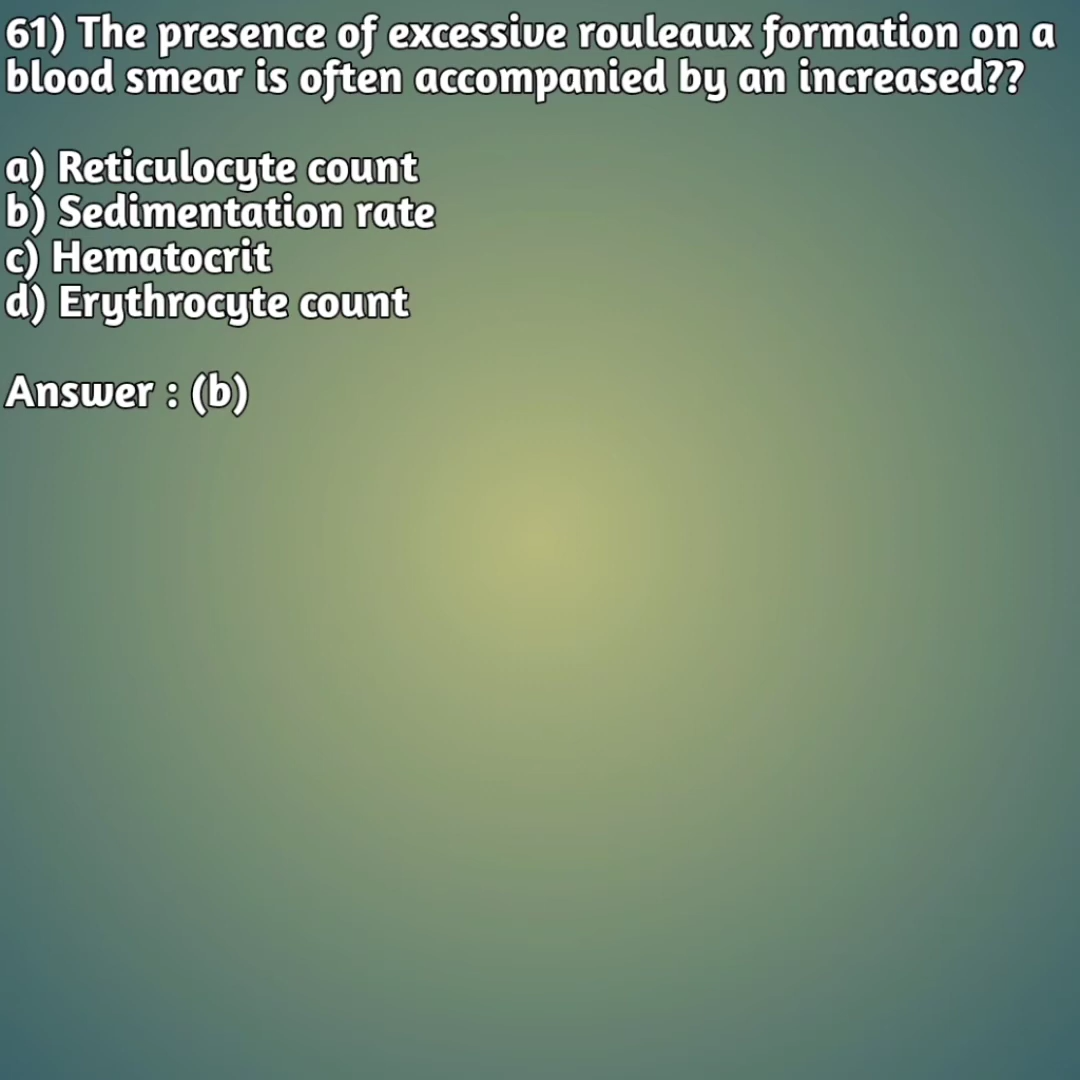 61) The presence of excessive rouleaux formation on a
blood smear is often accompanied by an increased??
a) Reticulocyte count
b) Sedimentation rate
c) Hematocrit
d) Erythrocyte count
Answer : (b)